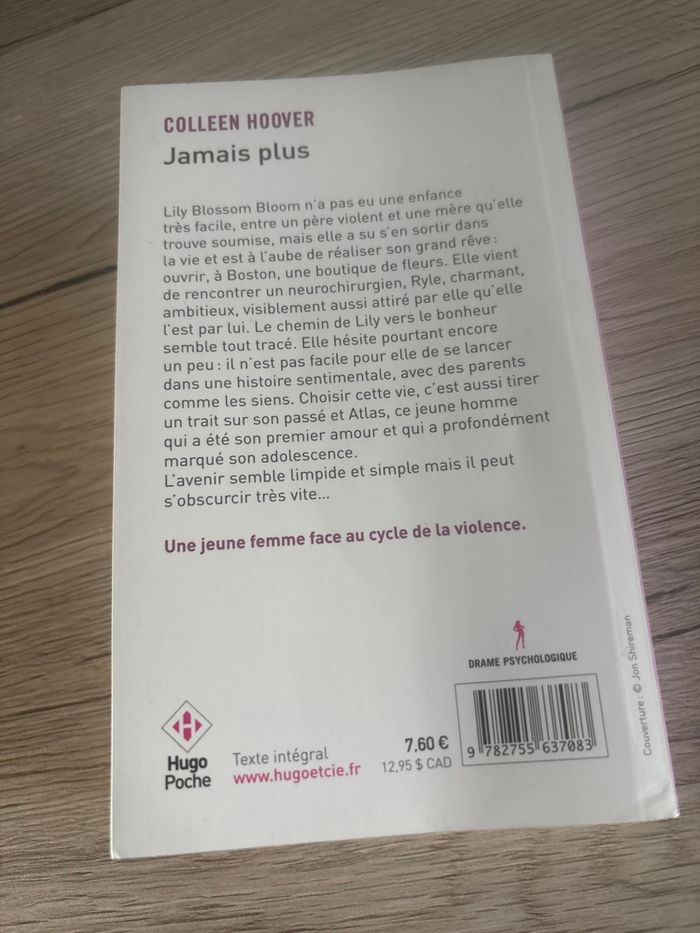 COLLEEN HOOVER
Jamais plus
Lily Blossom Bloom n'a pas eu une enfance
très facile, entre un père violent et une mère qu'elle
trouve soumise, mais elle a su s'en sortir dans
la vie et est à l'aube de réaliser son grand rêve :
ouvrir, à Boston, une boutique de fleurs. Elle vient
de rencontrer un neurochirurgien, Ryle, charmant,
ambitieux, visiblement aussi attiré par elle qu'elle
l'est par lui. Le chemin de Lily vers le bonheur
semble tout tracé. Elle hésite pourtant encore
un peu : il n'est pas facile pour elle de se lancer
dans une histoire sentimentale, avec des parents
comme les siens. Choisir cette vie, c'est aussi tirer
un trait sur son passé et Atlas, ce jeune homme
qui a été son premier amour et qui a profondément
marqué son adolescence.
L'avenir semble limpide et simple mais il peut
s'obscurcir très vite...
Une jeune femme face au cycle de la violence.
DRAME PSYCHOLOGIQUE
Hugo
Poche
Texte intégral
www.hugoetcie.fr
7,60 €
12,95 $ CAD
9 782755 637083
Couverture : © Jon Shireman